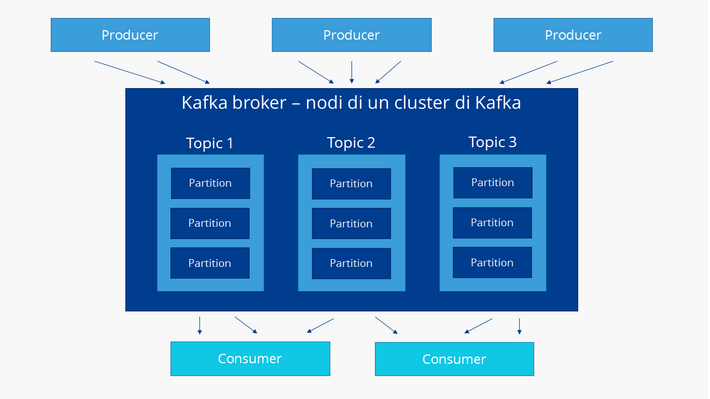 Producer
Producer
Producer
Kafka broker – nodi di un cluster di Kafka
Topic 1
Topic 2
Topic 3
Partition
Partition
Partition
Partition
Partition
Partition
Partition
Partition
Partition
Consumer
Consumer